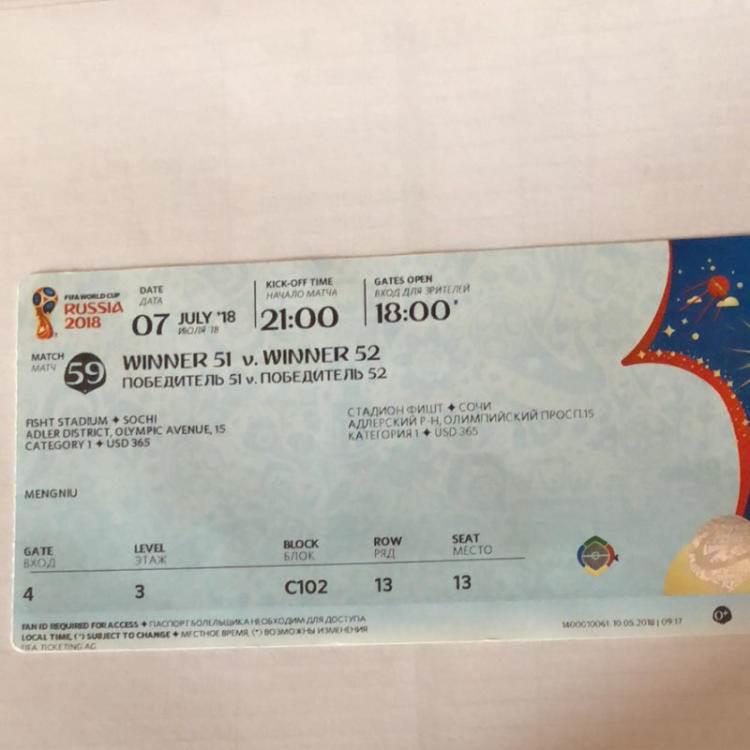 FIFA WORLD CUP
RUSSIA
2018
DATE
ДАТА
07 JULY '18
ИЮЛЯ '18
KICK-OFF TIME
НАЧАЛО МАТЧА
21:00
GATES OPEN
ВХОД ДЛЯ ЗРИТЕЛЕЙ
18:00*
MATCH
МАТЧ
59
WINNER 51 v. WINNER 52
ПОБЕДИТЕЛЬ 51 v. ПОБЕДИТЕЛЬ 52
FISHT STADIUM ✦ SOCHI
ADLER DISTRICT, OLYMPIC AVENUE, 15
CATEGORY 1 ✦ USD 365
СТАДИОН ФИШТ ✦ СОЧИ
АДЛЕРСКИЙ Р-Н, ОЛИМПИЙСКИЙ ПРОСП.15
КАТЕГОРИЯ 1 ✦ USD 365
MENGNIU
GATE
ВХОД
4
LEVEL
ЭТАЖ
3
BLOCK
БЛОК
C102
ROW
РЯД
13
SEAT
МЕСТО
13
FAN ID REQUIRED FOR ACCESS ✦ ПАСПОРТ БОЛЕЛЬЩИКА НЕОБХОДИМ ДЛЯ ДОСТУПА
LOCAL TIME, (*) SUBJECT TO CHANGE ✦ МЕСТНОЕ ВРЕМЯ, (*) ВОЗМОЖНЫ ИЗМЕНЕНИЯ
FIFA TICKETING AG
1400010061, 10.05.2018 | 09:17
0+